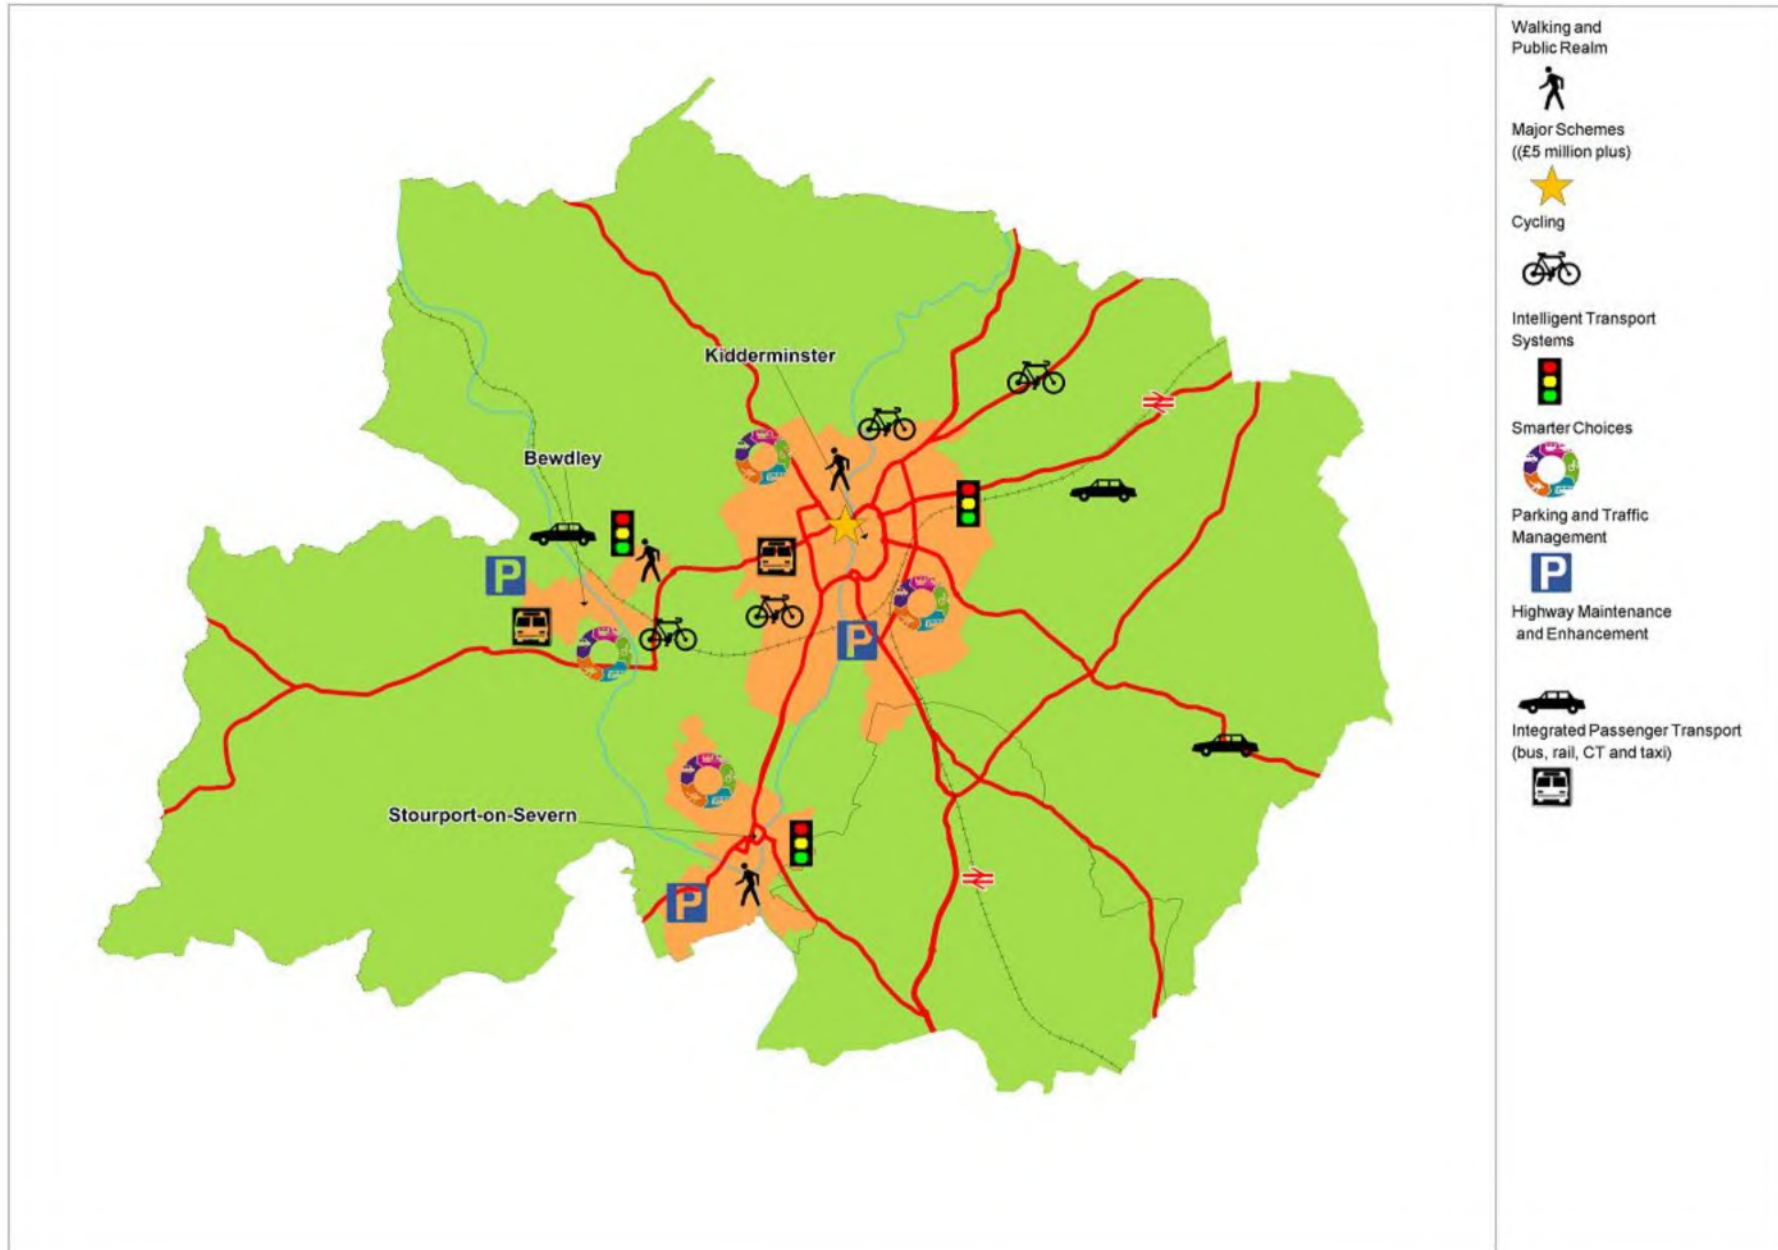 Kidderminster
Bewdley
Stourport-on-Severn
P
P
P
Walking and
Public Realm
Major Schemes
((£5 million plus)
Cycling
Intelligent Transport
Systems
Smarter Choices
Parking and Traffic
Management
P
Highway Maintenance
and Enhancement
Integrated Passenger Transport
(bus, rail, CT and taxi)